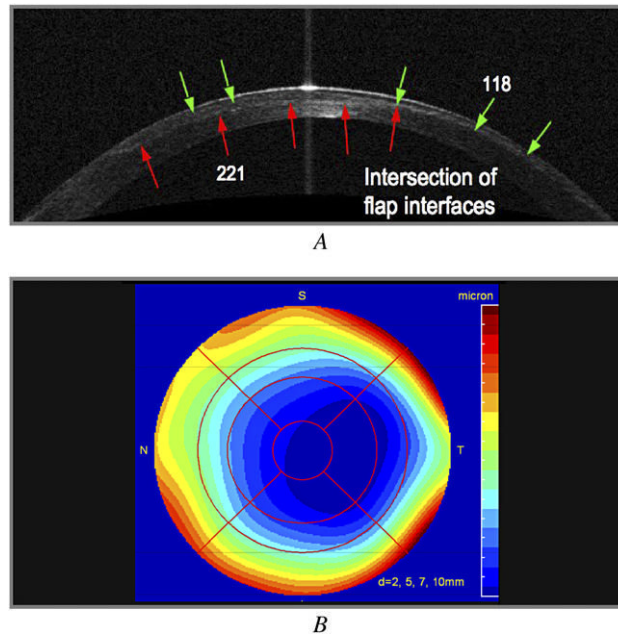 118
221
Intersection of
flap interfaces
A
S
micron
N
T
d=2, 5, 7, 10mm
B